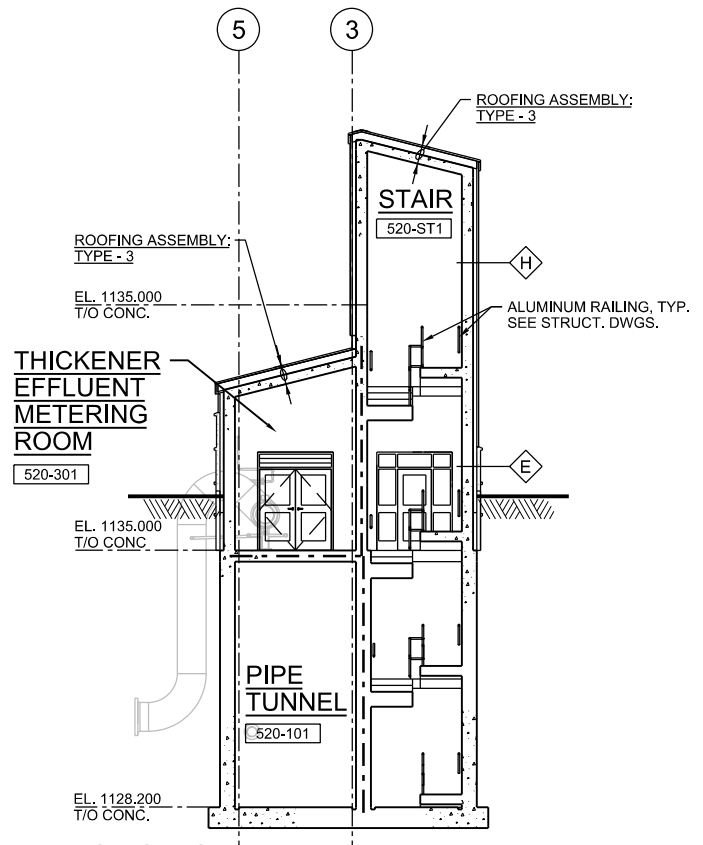 5
3
ROOFING ASSEMBLY:
TYPE - 3
STAIR
520-ST1
ROOFING ASSEMBLY:
TYPE - 3
H
EL. 1135.000
T/O CONC.
ALUMINUM RAILING, TYP.
SEE STRUCT. DWGS.
THICKENER
EFFLUENT
METERING
ROOM
520-301
E
EL. 1135.000
T/O CONC
PIPE
TUNNEL
520-101
EL. 1128.200
T/O CONC.